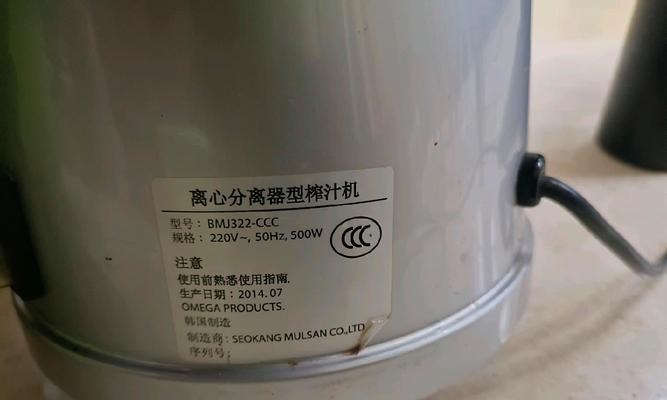 离心分离器型榨汁机
型号：BMJ322-CCC
规格：220V~, 50Hz, 500W
CCC
注意
使用前熟悉使用指南.
生产日期：2014.07
OMEGA PRODUCTS.
韩国制造
制造商：SEOKANG MULSAN CO.,LTD
序列号：